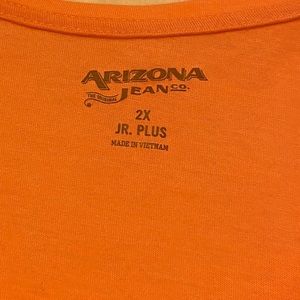 ARIZONA
THE ORIGINAL JEAN CO.
2X
JR. PLUS
MADE IN VIETNAM